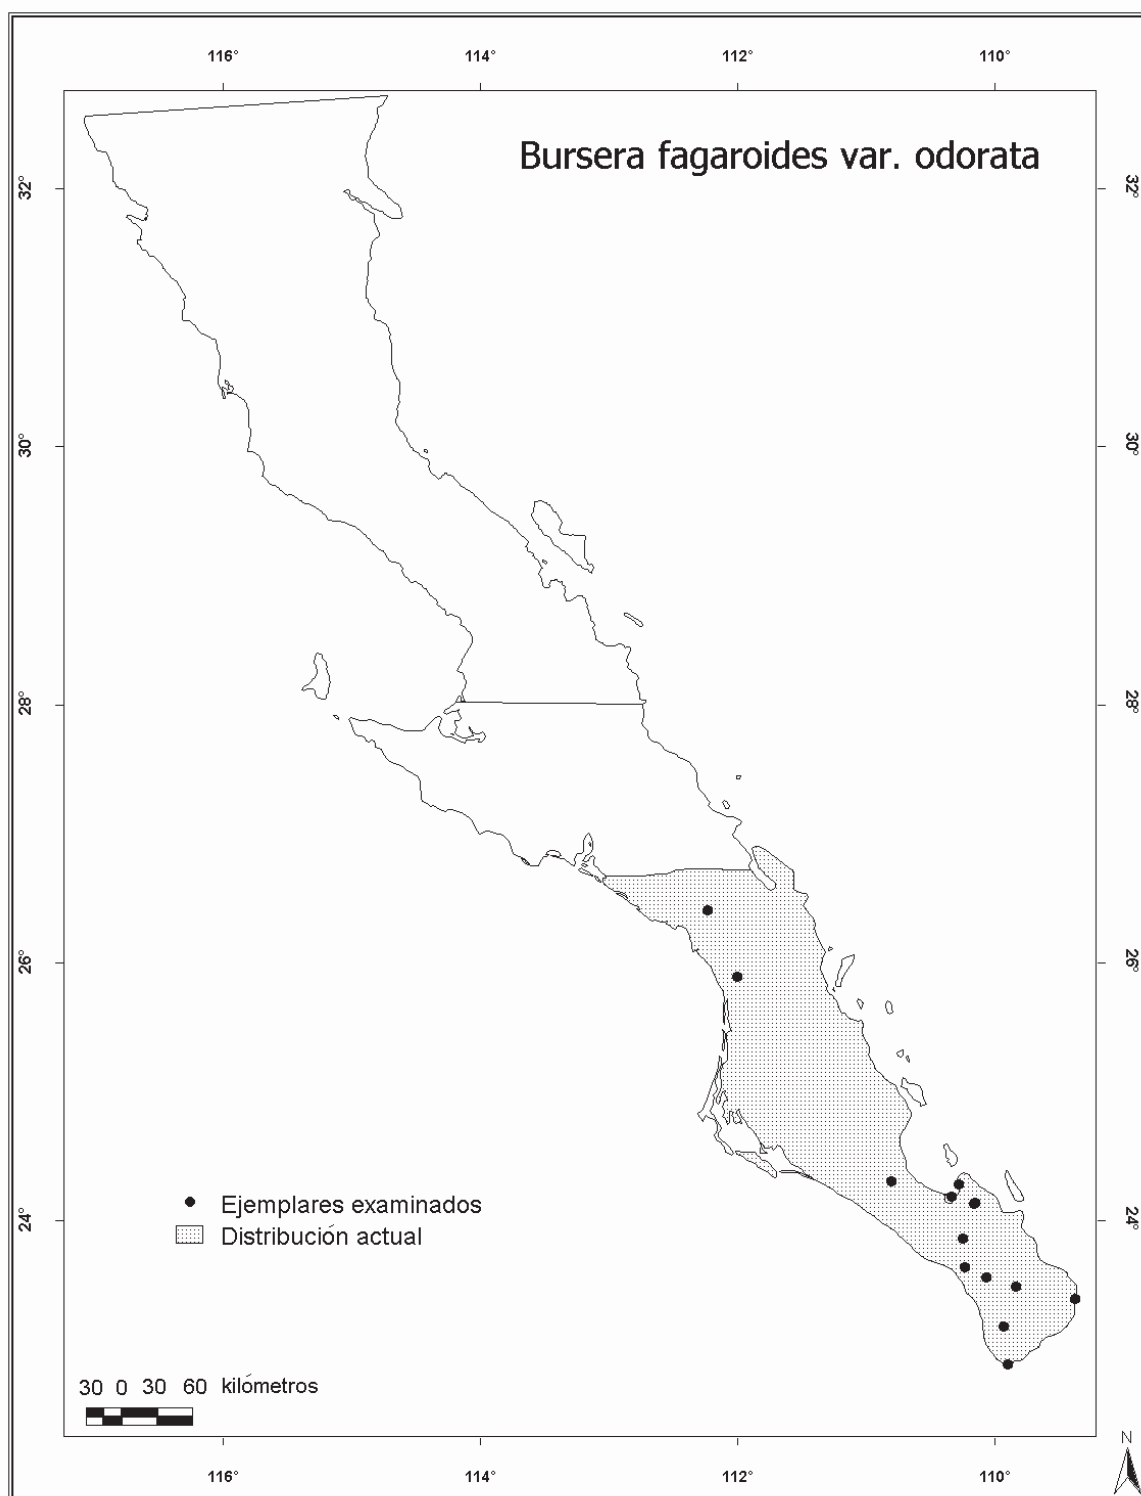 116° 114° 112° 110°
Bursera fagaroides var. odorata
32° 32°
30° 30°
28° 28°
26° 26°
24° 24°
Ejemplares examinados
Distribución actual
30 0 30 60 kilómetros
116° 114° 112° 110°
N